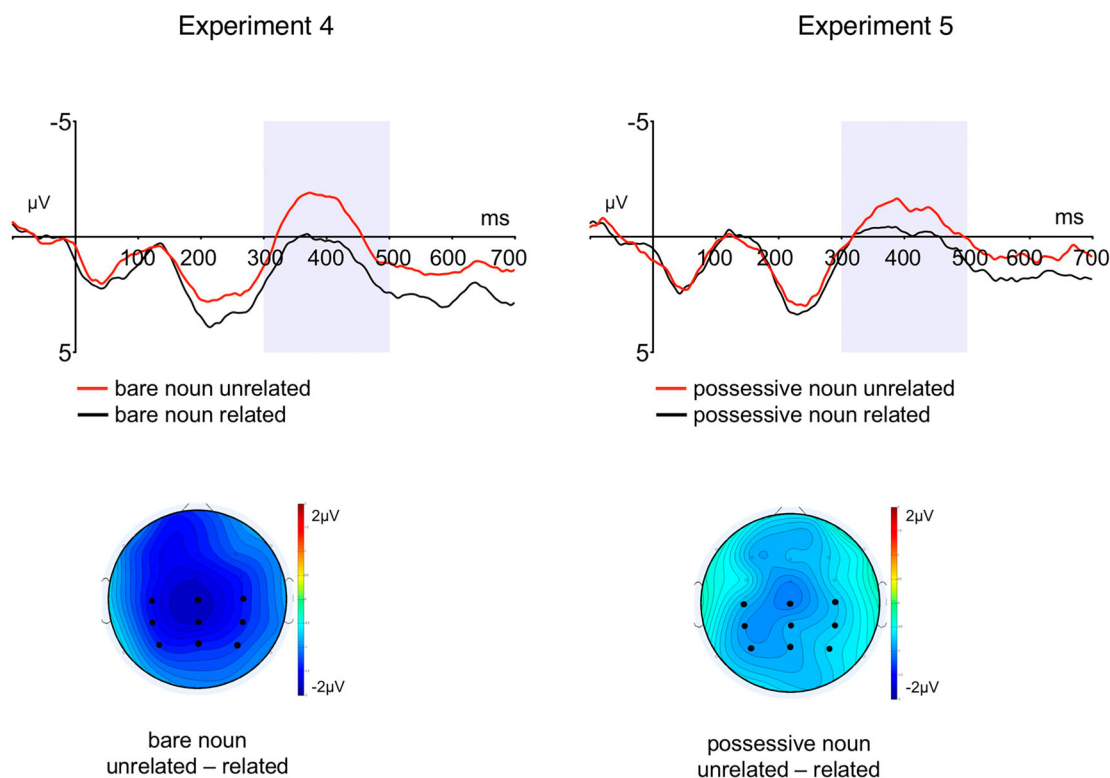 Experiment 4
-5
µV
ms
100 200 300 400 500 600 700
5
bare noun unrelated
bare noun related
2µV
-2µV
bare noun
unrelated – related
Experiment 5
-5
µV
ms
100 200 300 400 500 600 700
5
possessive noun unrelated
possessive noun related
2µV
-2µV
possessive noun
unrelated – related